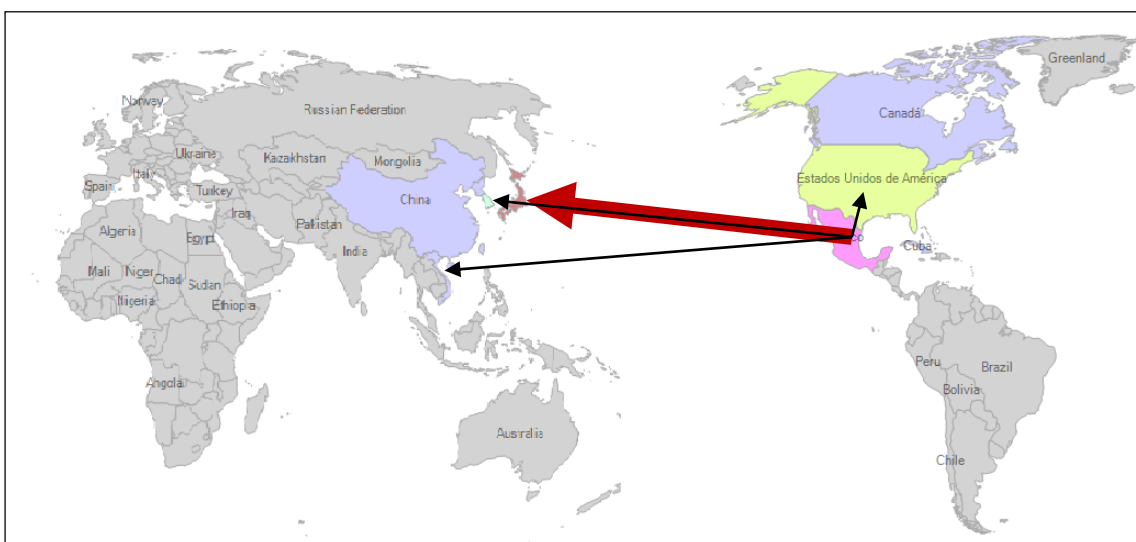 Greenland
Norway
Russian Federation
Canadá
Ukraine
Kazakhstan
Mongolia
Italy
Spain
Turkey
China
Estados Unidos de América
Iraq
Pakistan
Algeria
Egypt
India
Cuba
Mali
Niger
Chad
Sudan
Nigeria
Ethiopia
Peru
Brazil
Angola
Bolivia
Australia
Chile